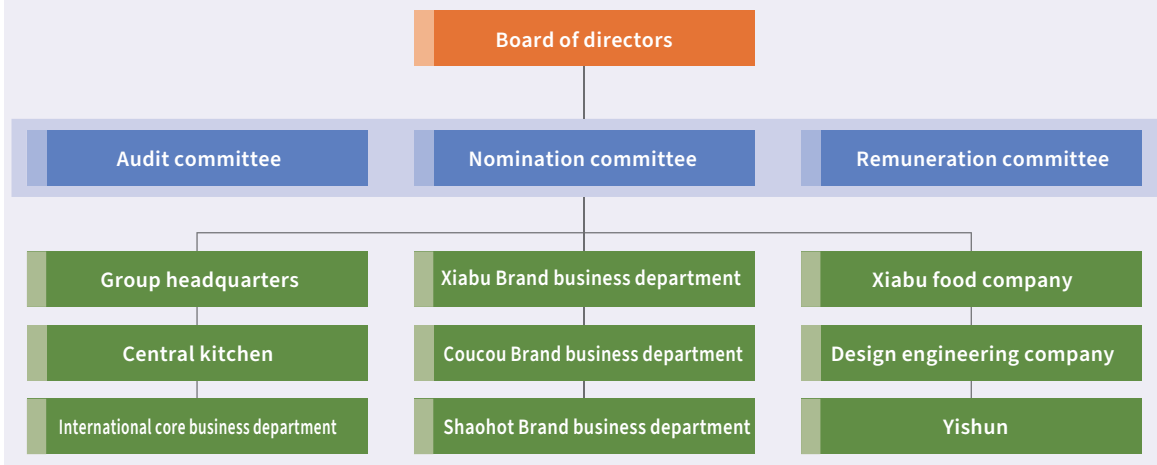 Board of directors
Audit committee
Nomination committee
Remuneration committee
Group headquarters
Xiabu Brand business department
Xiabu food company
Central kitchen
Coucou Brand business department
Design engineering company
International core business department
Shaohot Brand business department
Yishun